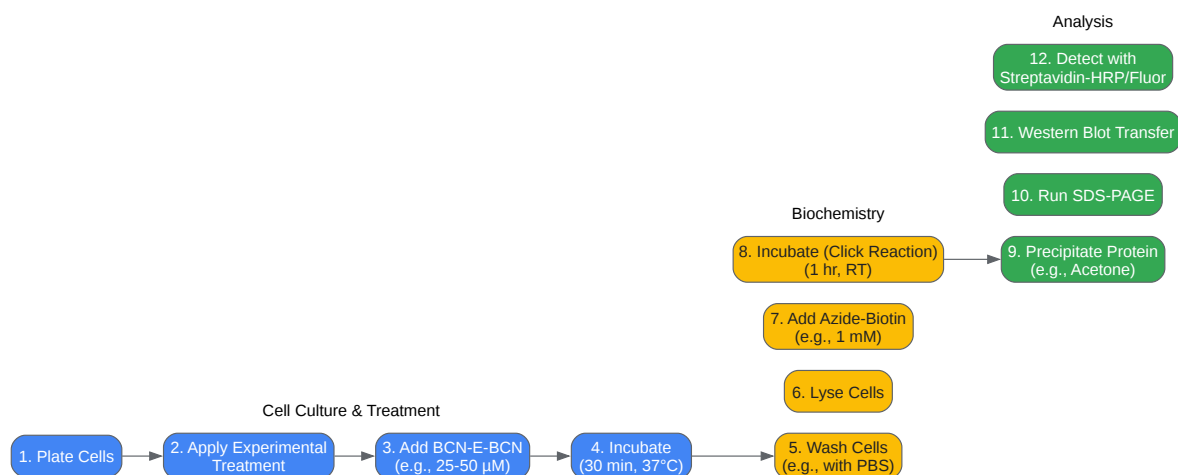 Analysis
12. Detect with
Streptavidin-HRP/Fluor
11. Western Blot Transfer
10. Run SDS-PAGE
Biochemistry
8. Incubate (Click Reaction)
(1 hr, RT)
9. Precipitate Protein
(e.g., Acetone)
7. Add Azide-Biotin
(e.g., 1 mM)
6. Lyse Cells
Cell Culture & Treatment
1. Plate Cells
2. Apply Experimental
Treatment
3. Add BCN-E-BCN
(e.g., 25-50 µM)
4. Incubate
(30 min, 37°C)
5. Wash Cells
(e.g., with PBS)